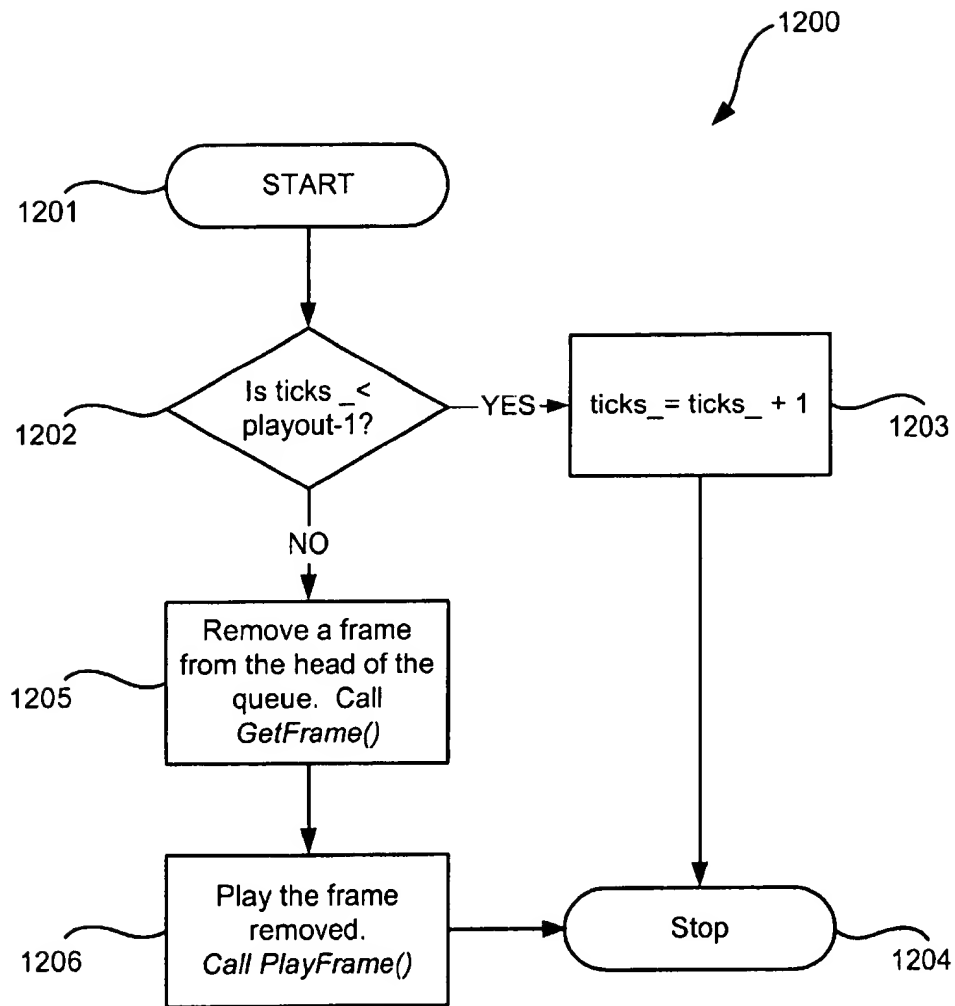 1200
START
1201
Is ticks _<
playout-1?
1202
YES
ticks_= ticks_ + 1
1203
NO
Remove a frame
from the head of the
queue. Call
GetFrame()
1205
Play the frame
removed.
Call PlayFrame()
1206
Stop
1204